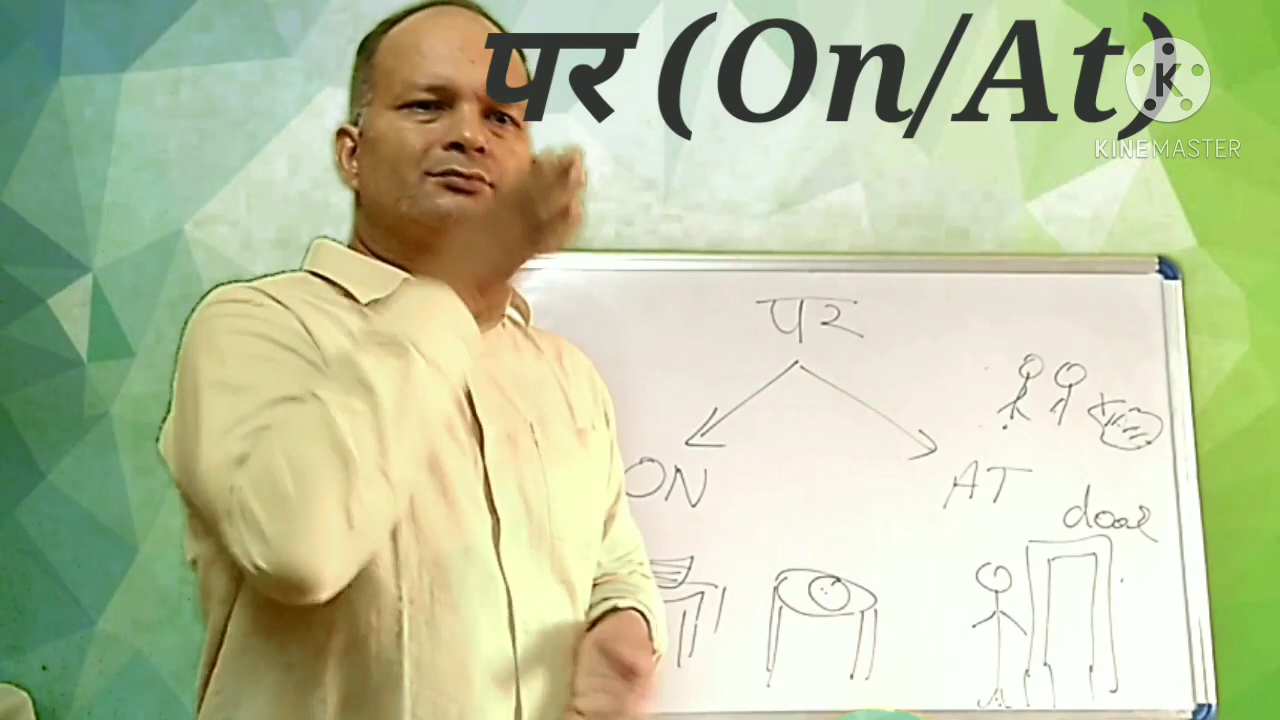 पर (On/At)
K
KINEMASTER
पर
ON
AT
door